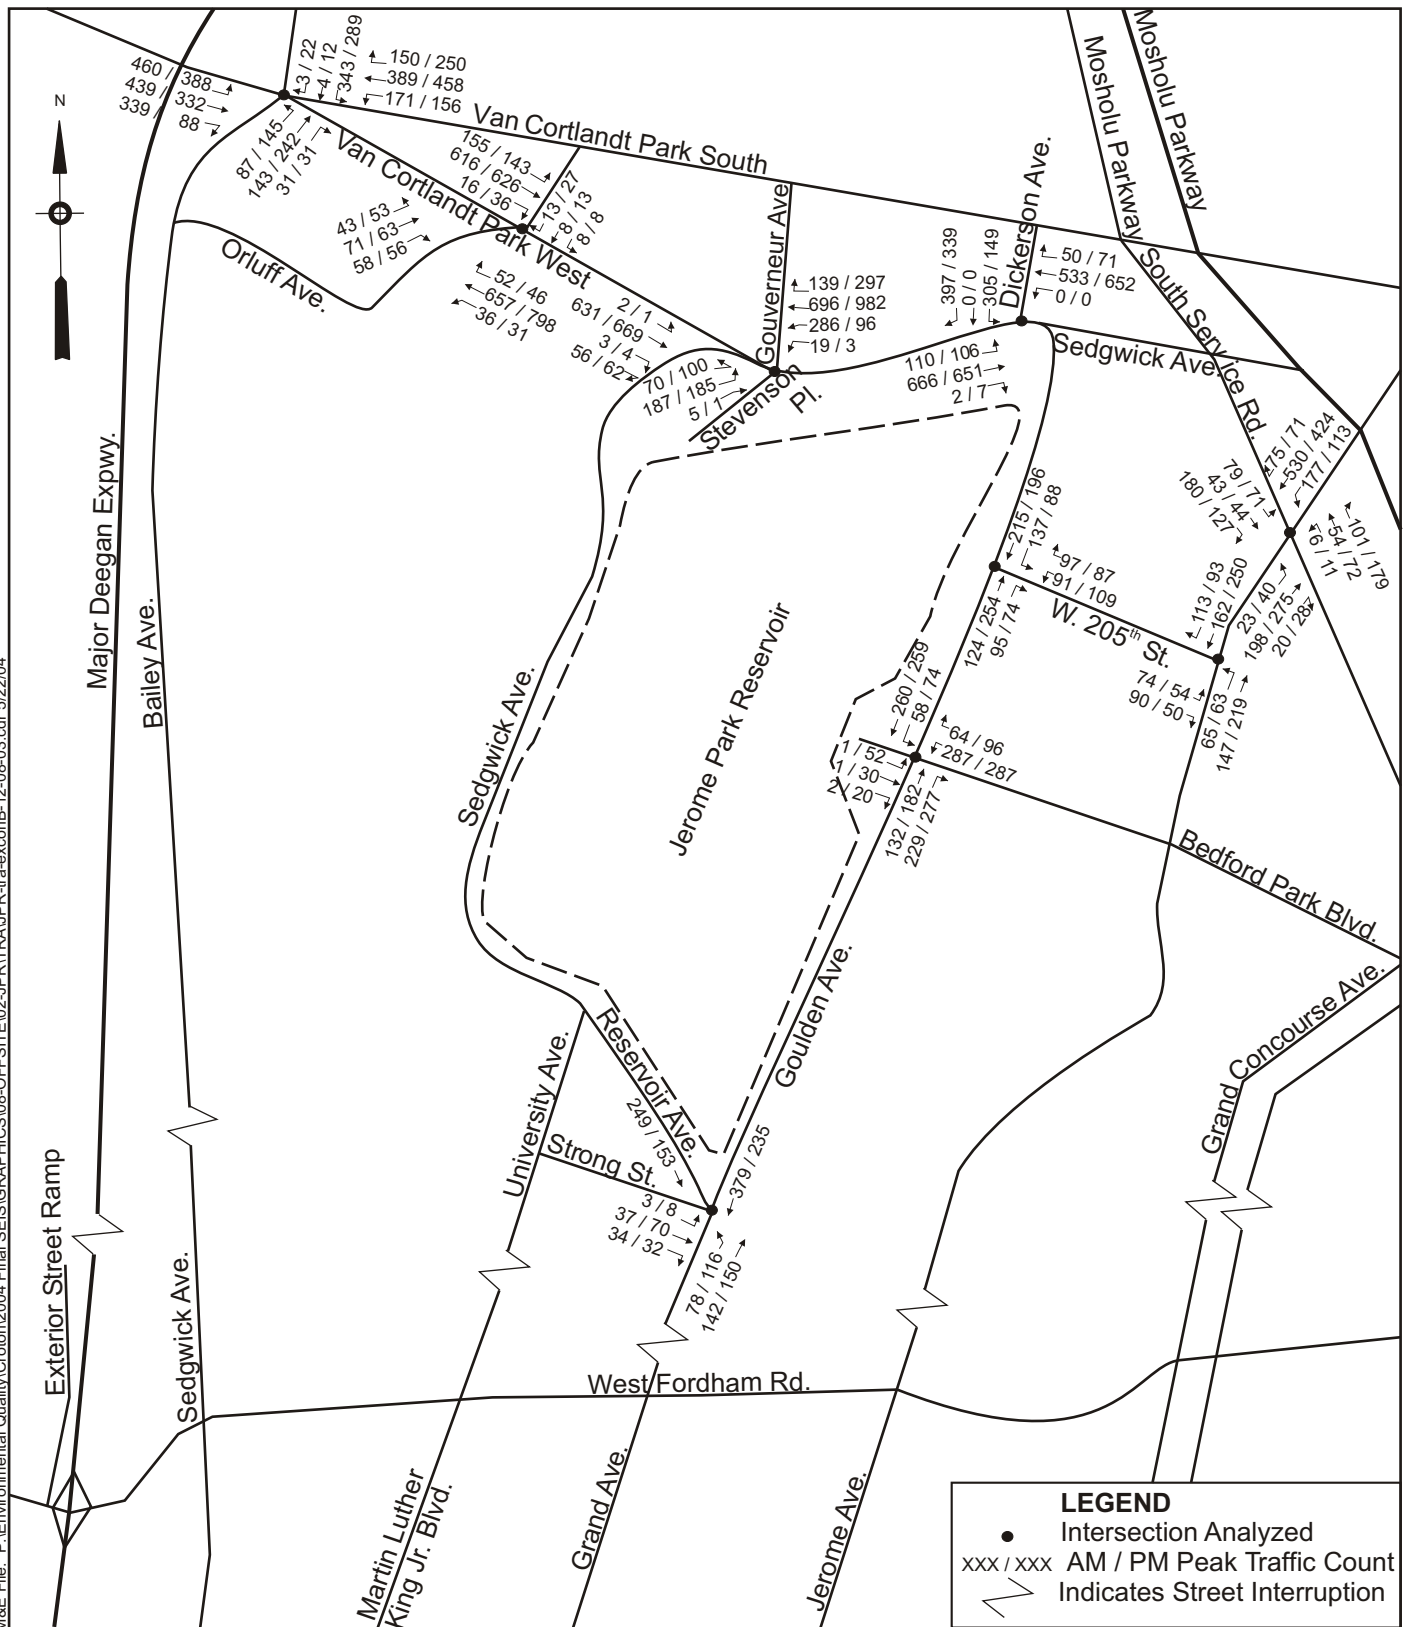 460 / 388
439 / 332
339 /
88
3 / 22
4 / 12
343 / 289
150 / 250
389 / 458
171 / 156
N
87 / 145
143 / 242
31 / 31
Van Cortlandt Park South
Van Cortlandt Park West
155 / 143
616 / 626
16 / 36
13 / 27
8 / 13
8 / 8
43 / 53
71 / 63
58 / 56
Orluff Ave.
52 / 46
657 / 798
36 / 31
2 / 1
631 / 669
3 / 4
56 / 62
Gouverneur Ave
139 / 297
696 / 982
286 / 96
19 / 3
70 / 100
187 / 185
5 / 1
Stevenson
Pl.
397 / 339
0 / 0
305 / 149
Dickerson Ave.
50 / 71
533 / 652
0 / 0
110 / 106
666 / 651
2 / 7
Sedgwick Ave.
Mosholu Parkway
Mosholu Parkway
South Service Rd.
75 / 71
530 / 424
177 / 113
79 / 71
43 / 44
180 / 127
101 / 179
54 / 72
6 / 11
23 / 40
198 / 275
20 / 28
113 / 93
162 / 250
215 / 196
137 / 88
97 / 87
91 / 109
W. 205th St.
124 / 254
95 / 74
74 / 54
90 / 50
65 / 63
147 / 219
260 / 259
58 / 74
64 / 96
287 / 287
1 / 52
1 / 30
2 / 20
132 / 182
229 / 277
Major Deegan Expwy.
Bailey Ave.
Sedgwick Ave.
Jerome Park Reservoir
Bedford Park Blvd.
Goulden Ave.
Grand Concourse Ave.
Reservoir Ave.
University Ave.
Strong St.
249 / 153
379 / 235
3 / 8
37 / 70
34 / 32
78 / 116
142 / 150
Exterior Street Ramp
Sedgwick Ave.
West Fordham Rd.
Martin Luther
King Jr. Blvd.
Grand Ave.
Jerome Ave.
LEGEND
Intersection Analyzed
XXX / XXX AM / PM Peak Traffic Count
Indicates Street Interruption